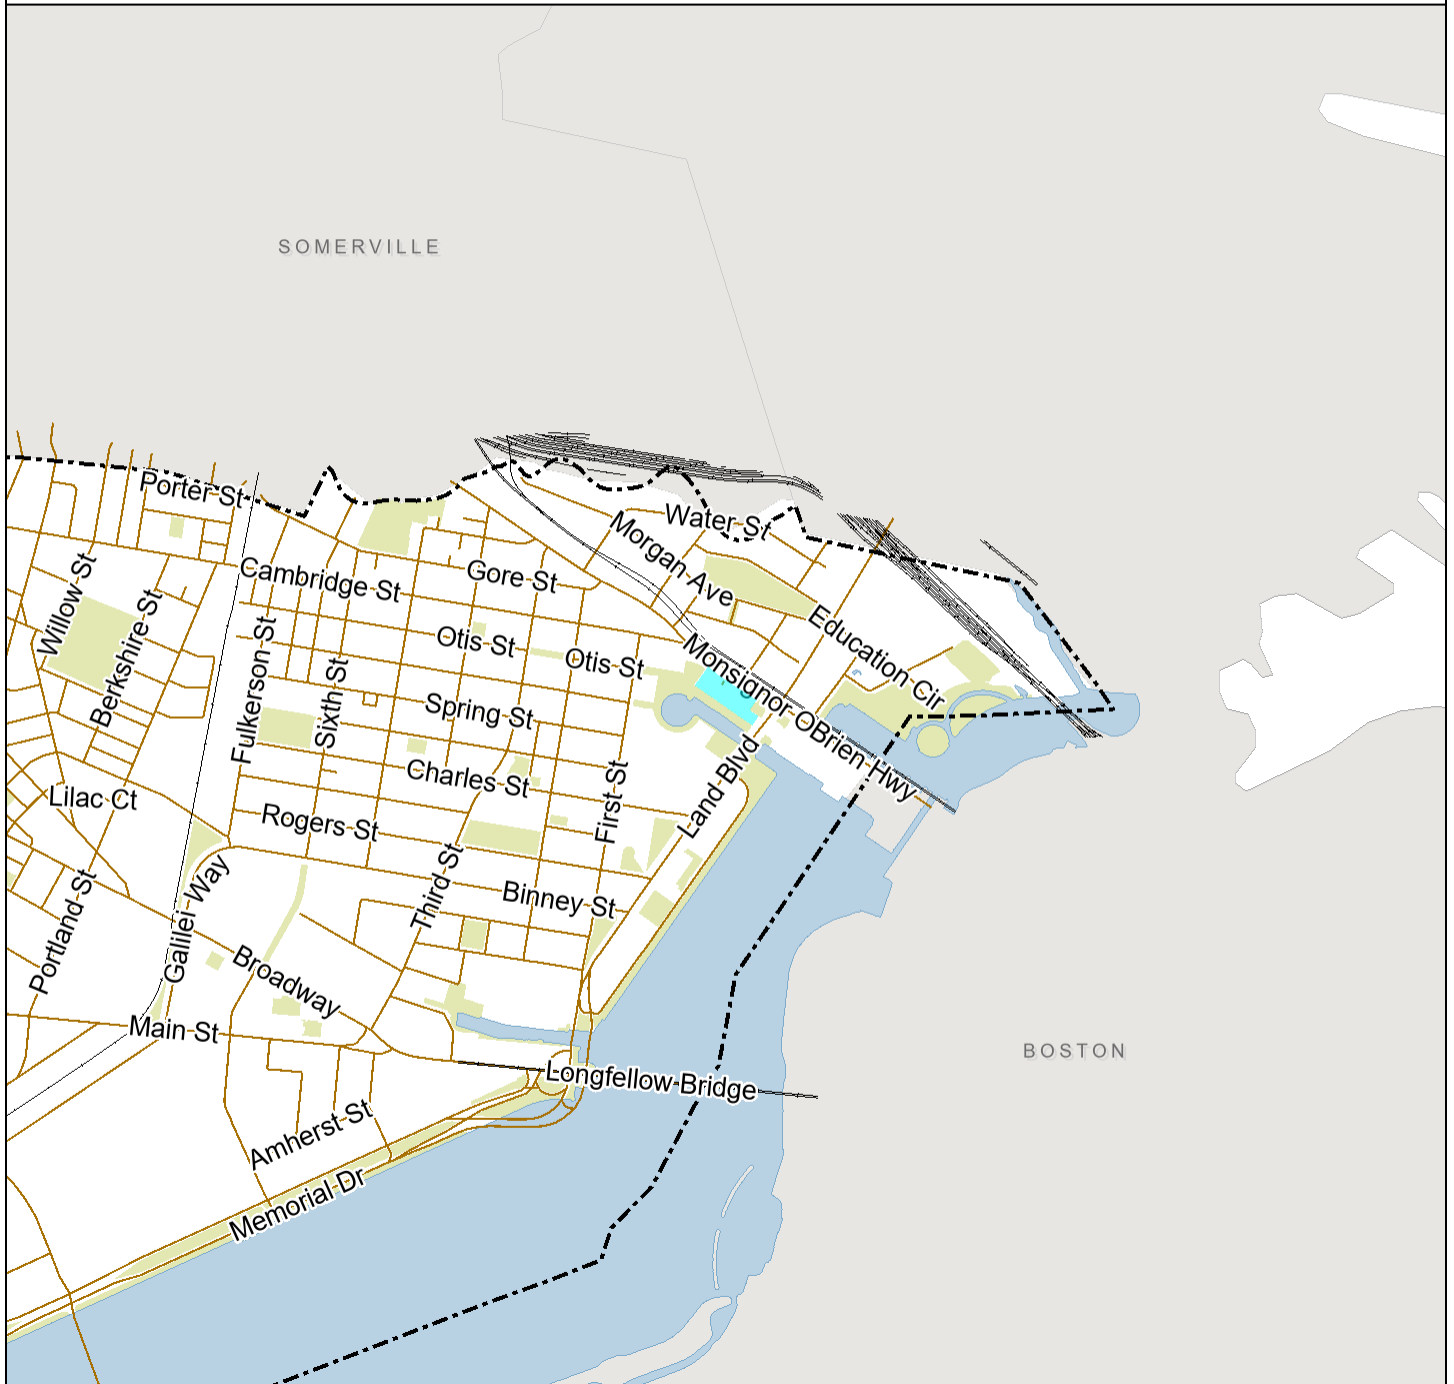 SOMERVILLE
Porter St
Water St
Morgan Ave
Willow St
Cambridge St
Gore St
Berkshire St
Education Cir
Fulkerson St
Otis St
Otis St
Sixth St
Monsignor OBrien Hwy
Spring St
Land Blvd
Charles St
First St
Lilac Ct
Rogers St
Third St
Binney St
Portland St
Galilei Way
Broadway
Main St
BOSTON
Longfellow Bridge
Amherst St
Memorial Dr